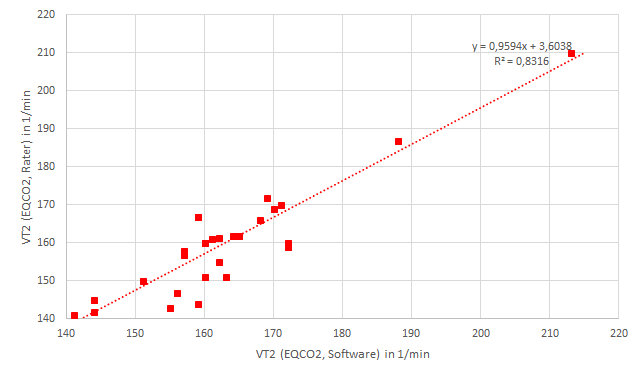 220
210
200
190
180
170
160
150
140
VT2 (EQCO2, Rater) in 1/min
y = 0,9594x + 3,6038
R² = 0,8316
140 150 160 170 180 190 200 210 220
VT2 (EQCO2, Software) in 1/min